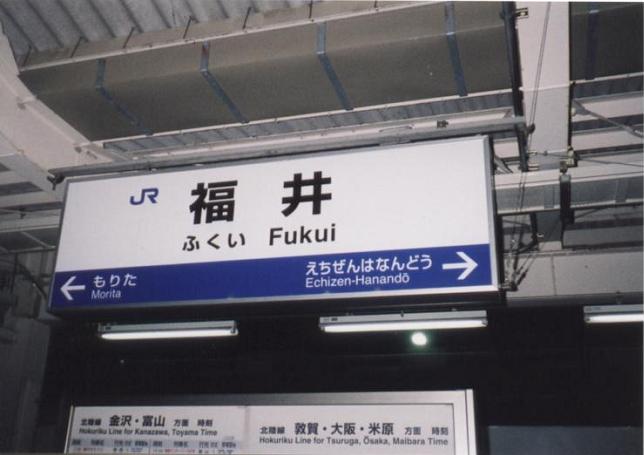 JR 福井
ふくい Fukui
← もりた
Morita
えちぜんはなんどう →
Echizen-Hanandō
北陸線 金沢・富山 方面 時刻
Hokuriku Line for Kanazawa, Toyama Time
北陸線 敦賀・大阪・米原 方面 時刻
Hokuriku Line for Tsuruga, Ōsaka, Maibara Time